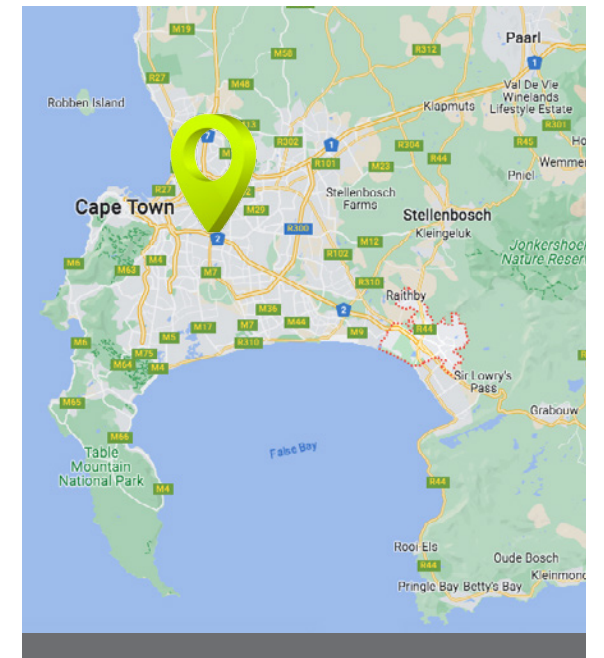 M19
Paarl
R312
M58
1
R27
M48
Val De Vie
Winelands
Lifestyle Estate
Robben Island
Klapmuts
M13
R301
7
R302
1
R304
R45
Ho
M
R101
M23
R44
Wemme
Pniel
R27
2
Stellenbosch
Farms
Cape Town
M29
Stellenbosch
R300
Kleingeluk
2
M12
Jonkershoe
Nature Reser
R102
M6
M63
M4
M7
R310
Raithby
M36
2
M17
M7
M44
M9
R44
M6
M5
R310
M75
M64
M4
Sir Lowry's
Pass
M65
Grabouw
M66
False Bay
Table
Mountain
National Park
M4
R44
Rooi Els
Oude Bosch
R44
Kleinmond
Pringle Bay
Betty's Bay